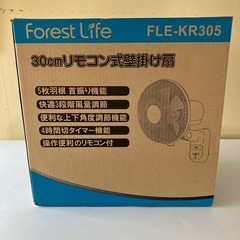 Forest Life
FLE-KR305
30cmリモコン式壁掛け扇
5枚羽根 首振り機能
快適3段階風量調節
便利な上下角度調節機能
4時間切タイマー機能
操作便利のリモコン付